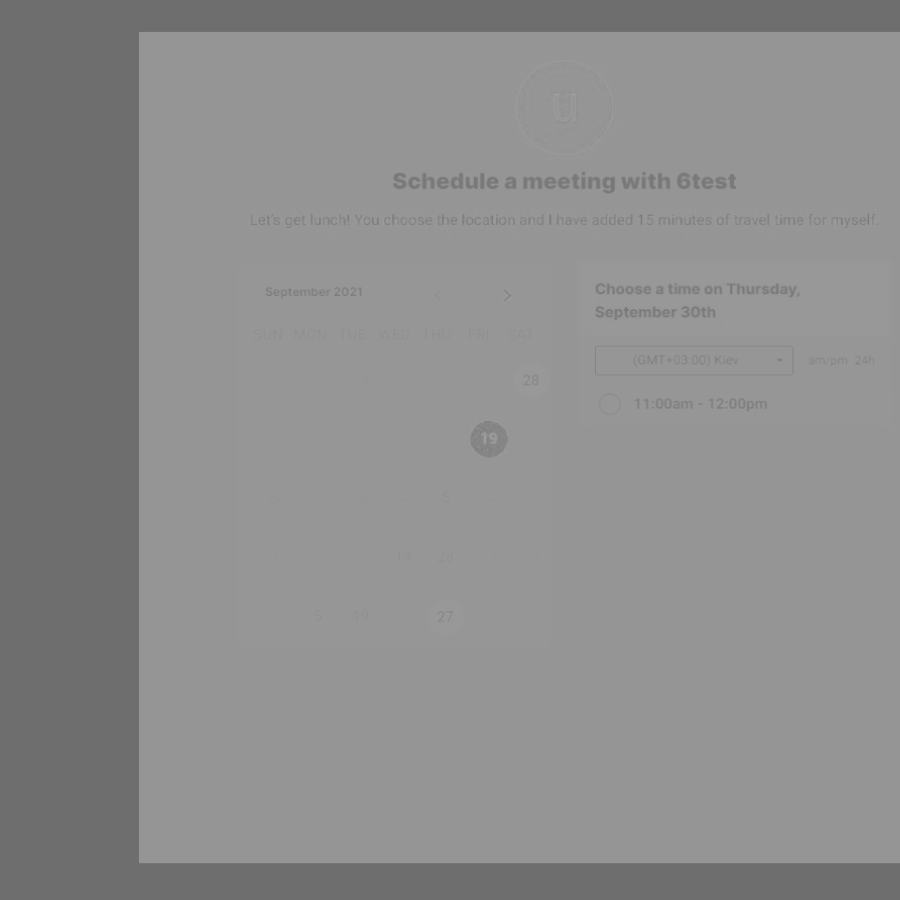 u
Schedule a meeting with 6test
Let's get lunch! You choose the location and I have added 15 minutes of travel time for myself.
September 2021
SUN MON TUE WED THU FRI SAT
28
19
5
14 28
5 19 27
Choose a time on Thursday,
September 30th
(GMT+03:00) Kiev am/pm 24h
11:00am - 12:00pm